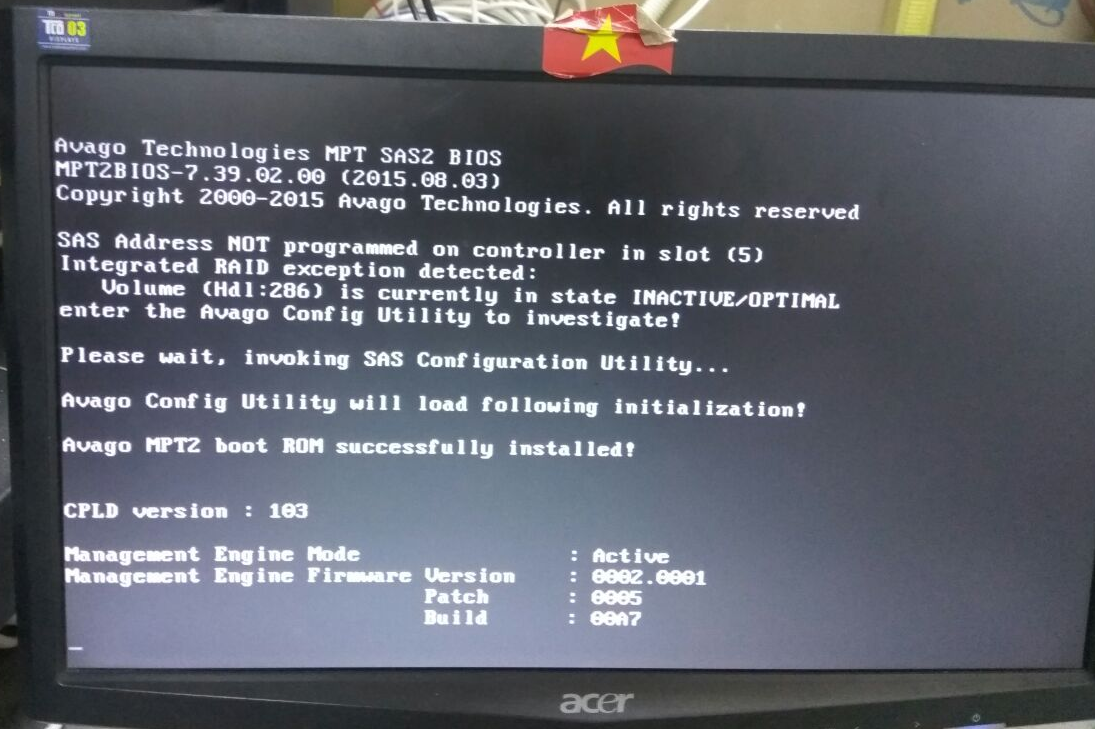 TCO 03
DISPLAYS
Avago Technologies MPT SAS2 BIOS
MPT2BIOS-7.39.02.00 (2015.08.03)
Copyright 2000-2015 Avago Technologies. All rights reserved
SAS Address NOT programmed on controller in slot (5)
Integrated RAID exception detected:
Volume (Hdl:286) is currently in state INACTIVE/OPTIMAL
enter the Avago Config Utility to investigate!
Please wait, invoking SAS Configuration Utility...
Avago Config Utility will load following initialization!
Avago MPT2 boot ROM successfully installed!
CPLD version : 103
Management Engine Mode : Active
Management Engine Firmware Version : 0002.0001
Patch : 0005
Build : 00A7
acer